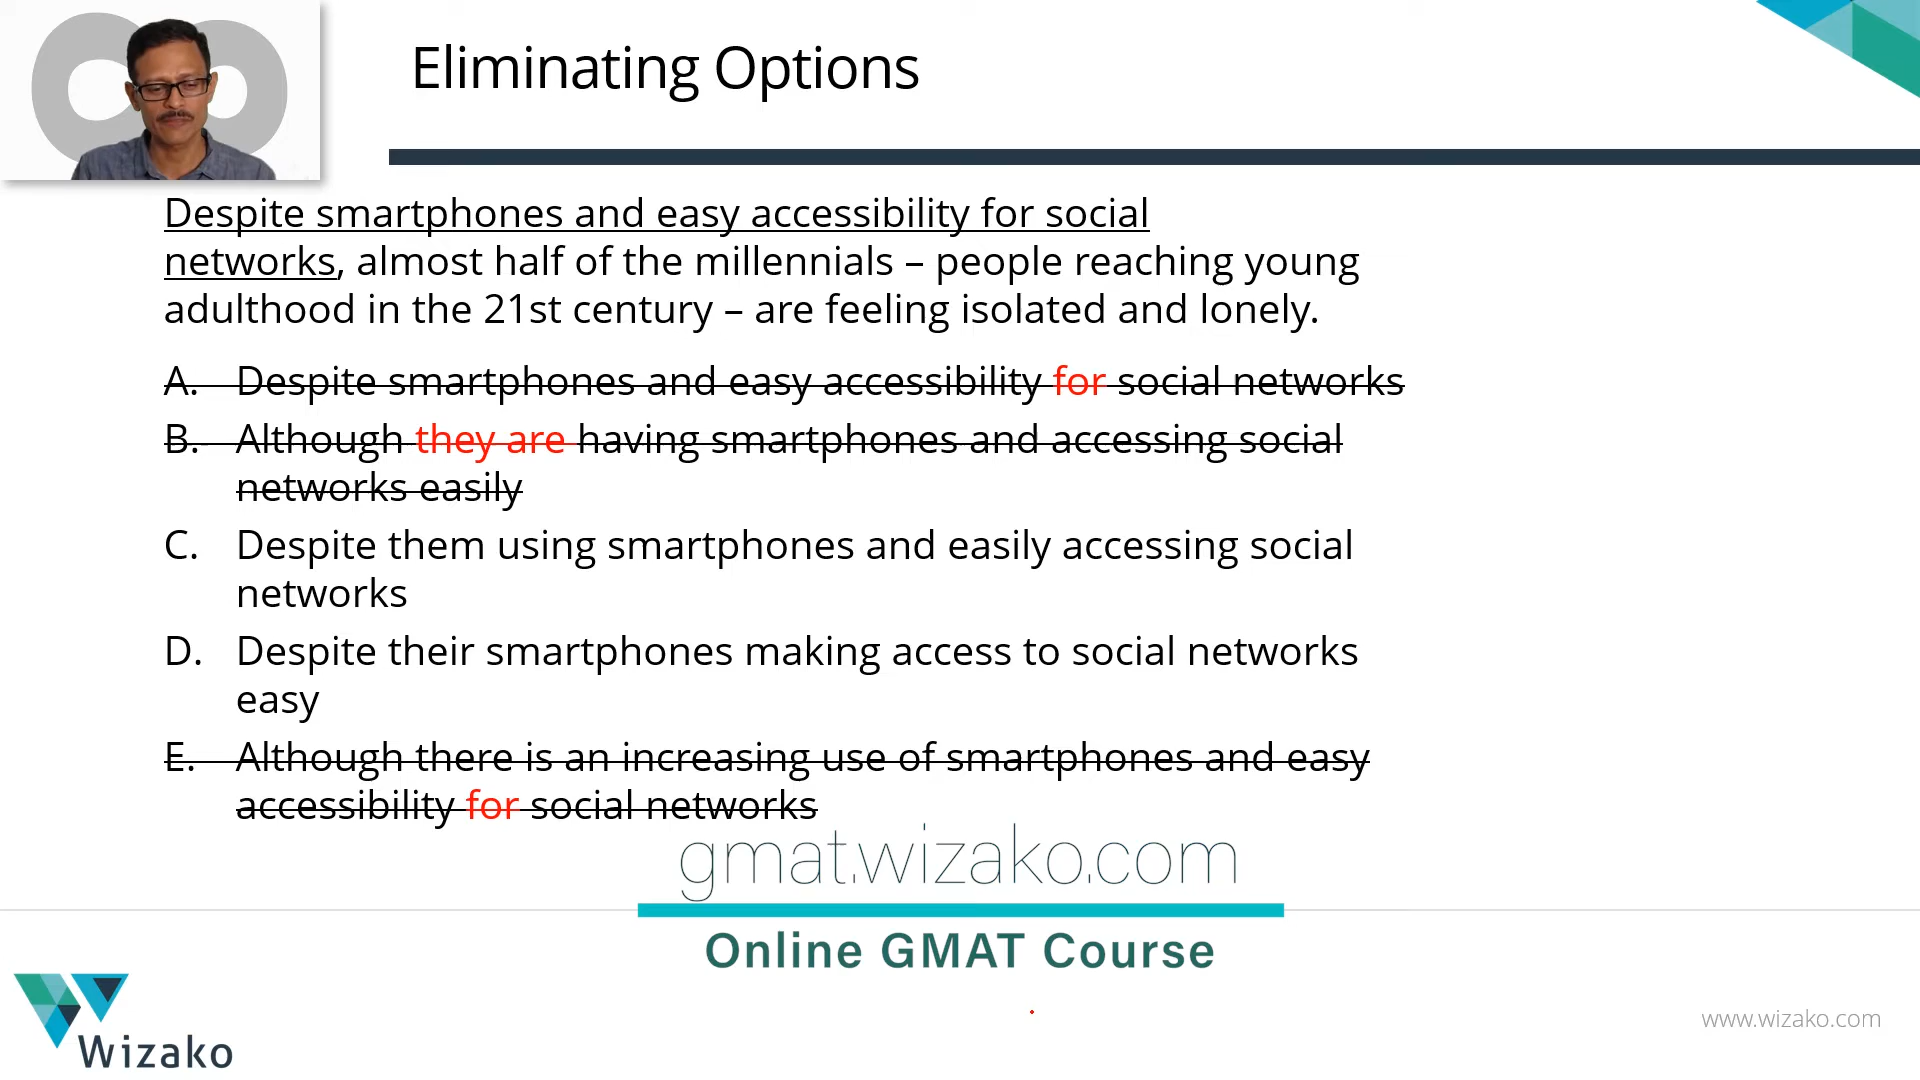 Eliminating Options
Despite smartphones and easy accessibility for social
networks, almost half of the millennials – people reaching young
adulthood in the 21st century – are feeling isolated and lonely.
A. Despite smartphones and easy accessibility for social networks
B. Although they are having smartphones and accessing social
networks easily
C. Despite them using smartphones and easily accessing social
networks
D. Despite their smartphones making access to social networks
easy
E. Although there is an increasing use of smartphones and easy
accessibility for social networks
gmat.wizako.com
Online GMAT Course
Wizako
www.wizako.com